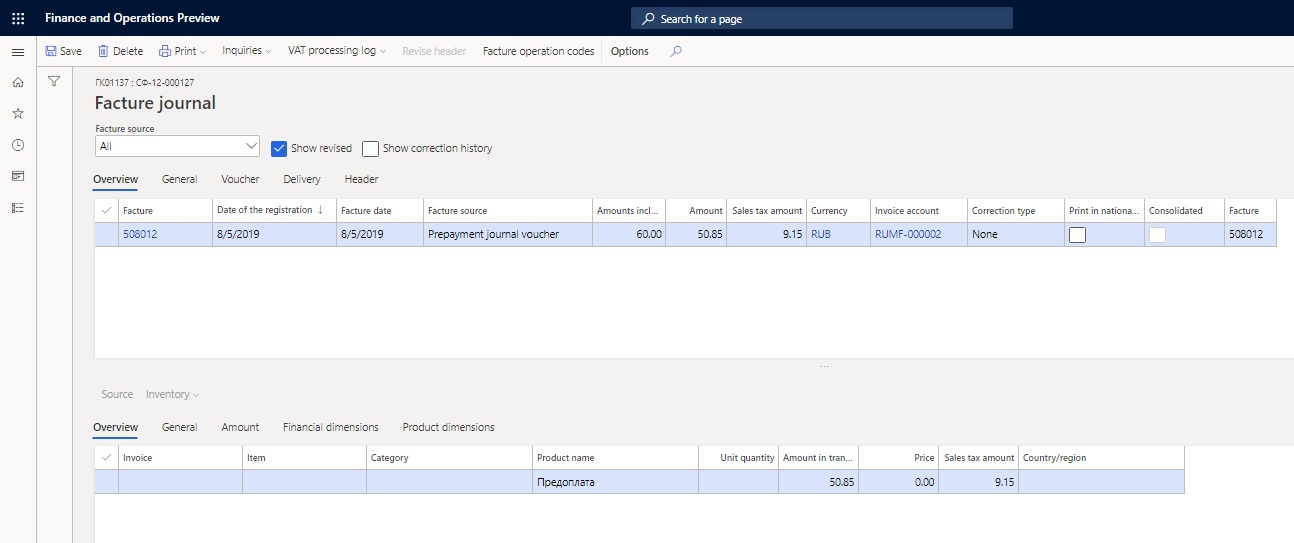 Finance and Operations Preview Search for a page
Save Delete Print Inquiries VAT processing log Revise header Facture operation codes Options
ГК01137 : СФ-12-000127
Facture journal
Facture source
All Show revised Show correction history
Overview General Voucher Delivery Header
Facture Date of the registration ↓ Facture date Facture source Amounts incl... Amount Sales tax amount Currency Invoice account Correction type Print in nationa... Consolidated Facture
508012 8/5/2019 8/5/2019 Prepayment journal voucher 60.00 50.85 9.15 RUB RUMF-000002 None 508012
...
Source Inventory
Overview General Amount Financial dimensions Product dimensions
Invoice Item Category Product name Unit quantity Amount in tran... Price Sales tax amount Country/region
Предоплата 50.85 0.00 9.15